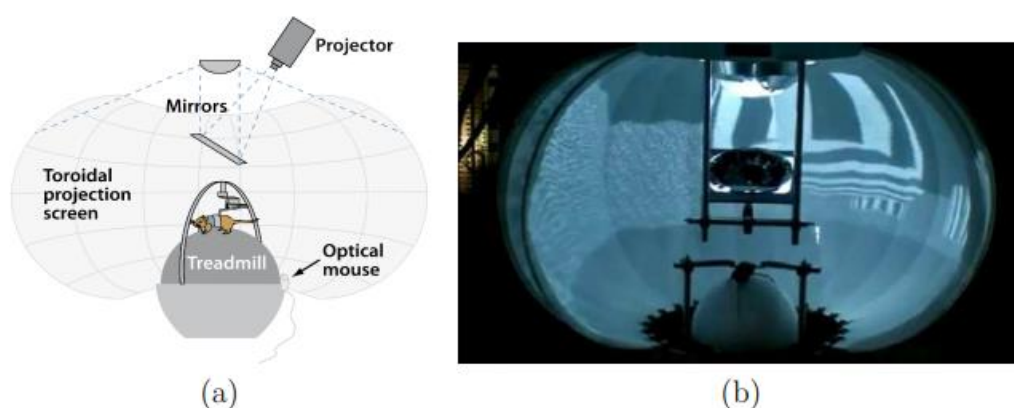 Projector
Mirrors
Toroidal
projection
screen
Treadmill
Optical
mouse
(a)
(b)